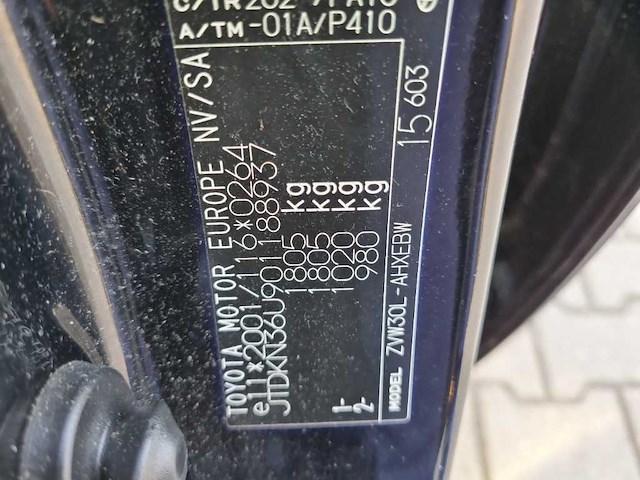 TOYOTA MOTOR EUROPE NV/SA
e11*2001/116*0264
JTDKN36U901188937
1805 kg
1805 kg
1- 1020 kg
2- 980 kg
MODEL ZVW30L-AHXEBW
15 603
A/TM -01A/P410